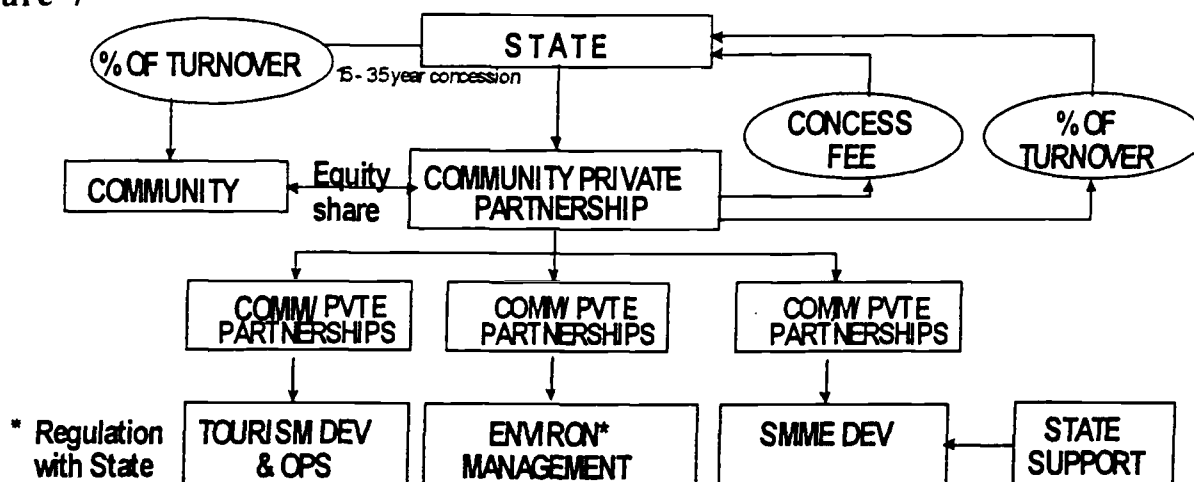 ure 7
STATE
% OF TURNOVER
15 - 35 year concession
CONCESS
FEE
% OF
TURNOVER
COMMUNITY
Equity
share
COMMUNITY PRIVATE
PARTNERSHIP
COMM/ PVTE
PARTNERSHIPS
COMM/ PVTE
PARTNERSHIPS
COMM/ PVTE
PARTNERSHIPS
* Regulation
with State
TOURISM DEV
& OPS
ENVIRON*
MANAGEMENT
SMME DEV
STATE
SUPPORT